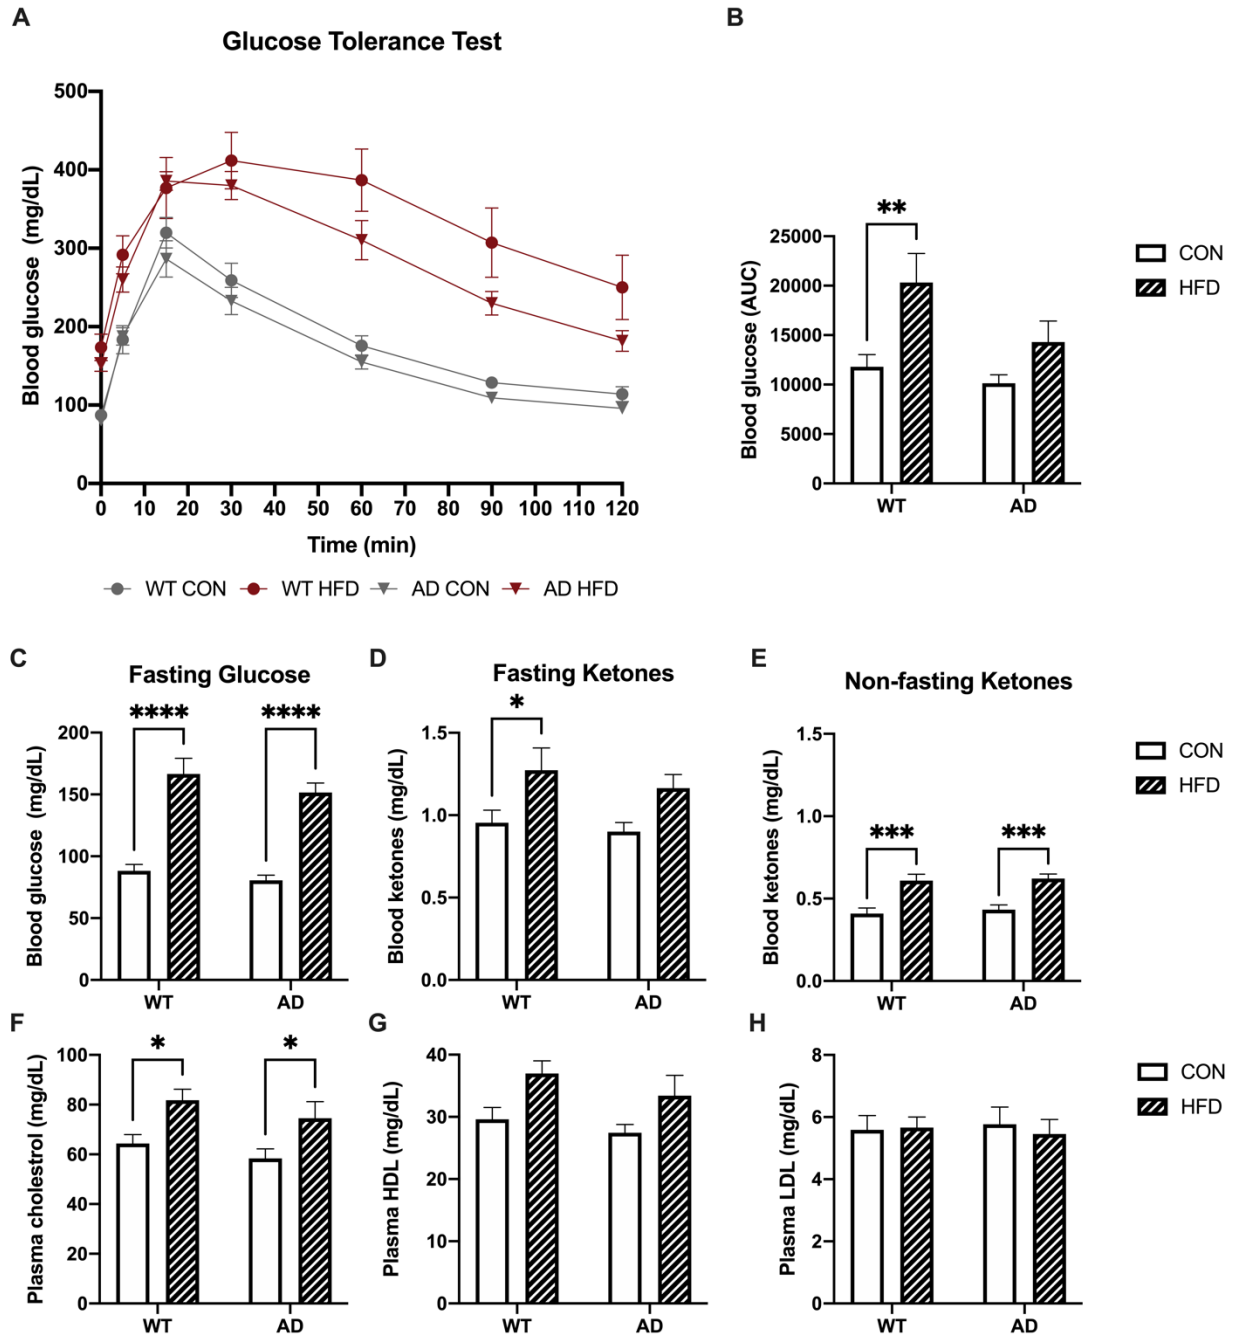 A
Glucose Tolerance Test
Blood glucose (mg/dL)
500
400
300
200
100
0
0 10 20 30 40 50 60 70 80 90 100 110 120
Time (min)
WT CON WT HFD AD CON AD HFD
B
**
Blood glucose (AUC)
25000
20000
15000
10000
5000
0
WT AD
CON
HFD
C
Fasting Glucose
**** ****
Blood glucose (mg/dL)
200
150
100
50
0
WT AD
D
Fasting Ketones
*
Blood ketones (mg/dL)
1.5
1.0
0.5
0.0
WT AD
E
Non-fasting Ketones
*** ***
Blood ketones (mg/dL)
1.5
1.0
0.5
0.0
WT AD
CON
HFD
F
* *
Plasma cholestrol (mg/dL)
100
80
60
40
20
0
WT AD
G
Plasma HDL (mg/dL)
40
30
20
10
0
WT AD
H
Plasma LDL (mg/dL)
8
6
4
2
0
WT AD
CON
HFD